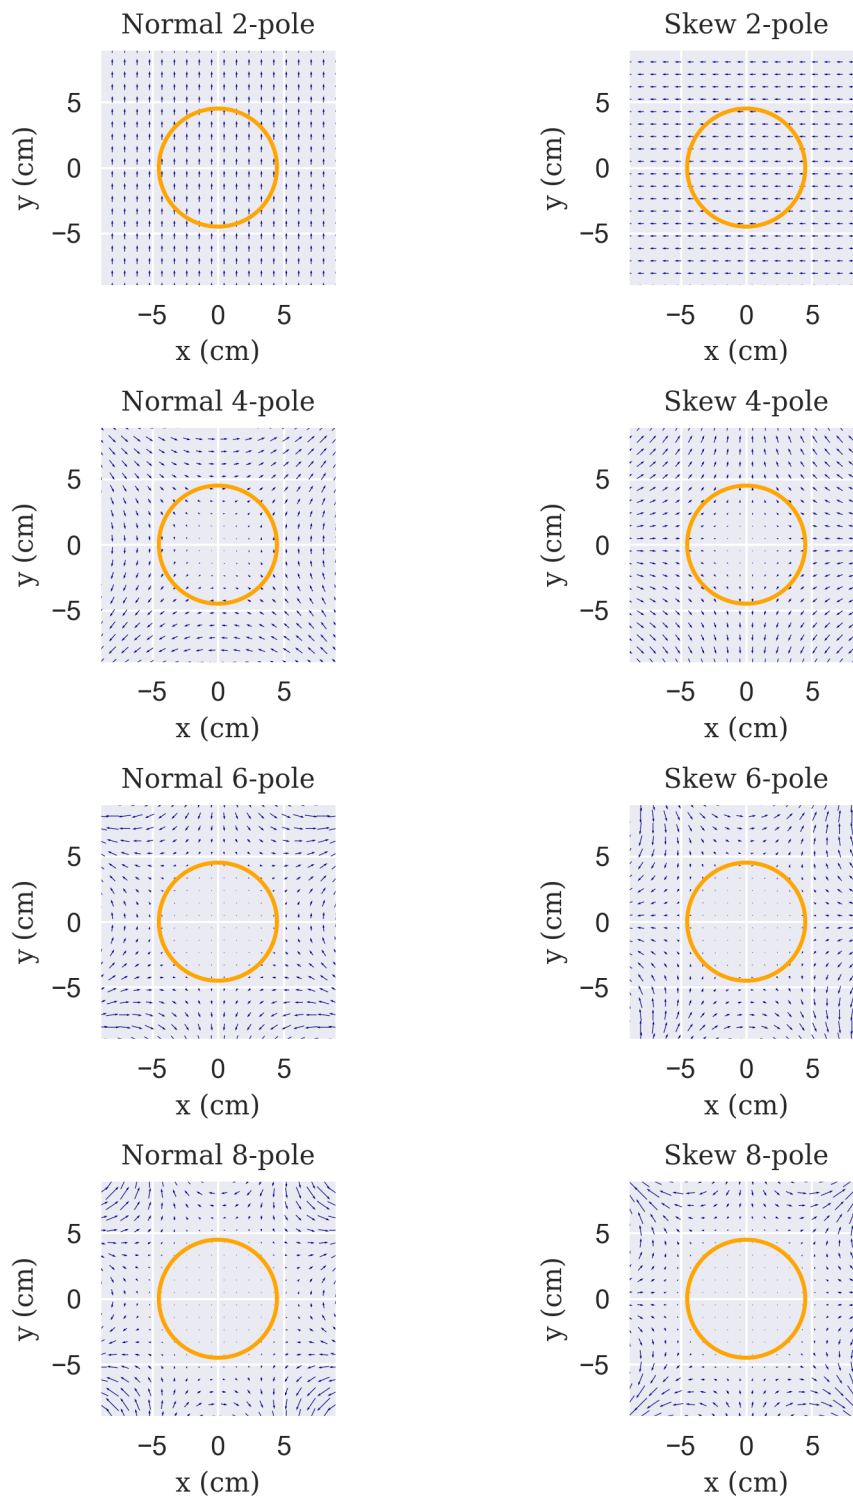 Normal 2-pole
Skew 2-pole
5
0
−5
y (cm)
−5 0 5
x (cm)
5
0
−5
y (cm)
−5 0 5
x (cm)
Normal 4-pole
Skew 4-pole
5
0
−5
y (cm)
−5 0 5
x (cm)
5
0
−5
y (cm)
−5 0 5
x (cm)
Normal 6-pole
Skew 6-pole
5
0
−5
y (cm)
−5 0 5
x (cm)
5
0
−5
y (cm)
−5 0 5
x (cm)
Normal 8-pole
Skew 8-pole
5
0
−5
y (cm)
−5 0 5
x (cm)
5
0
−5
y (cm)
−5 0 5
x (cm)